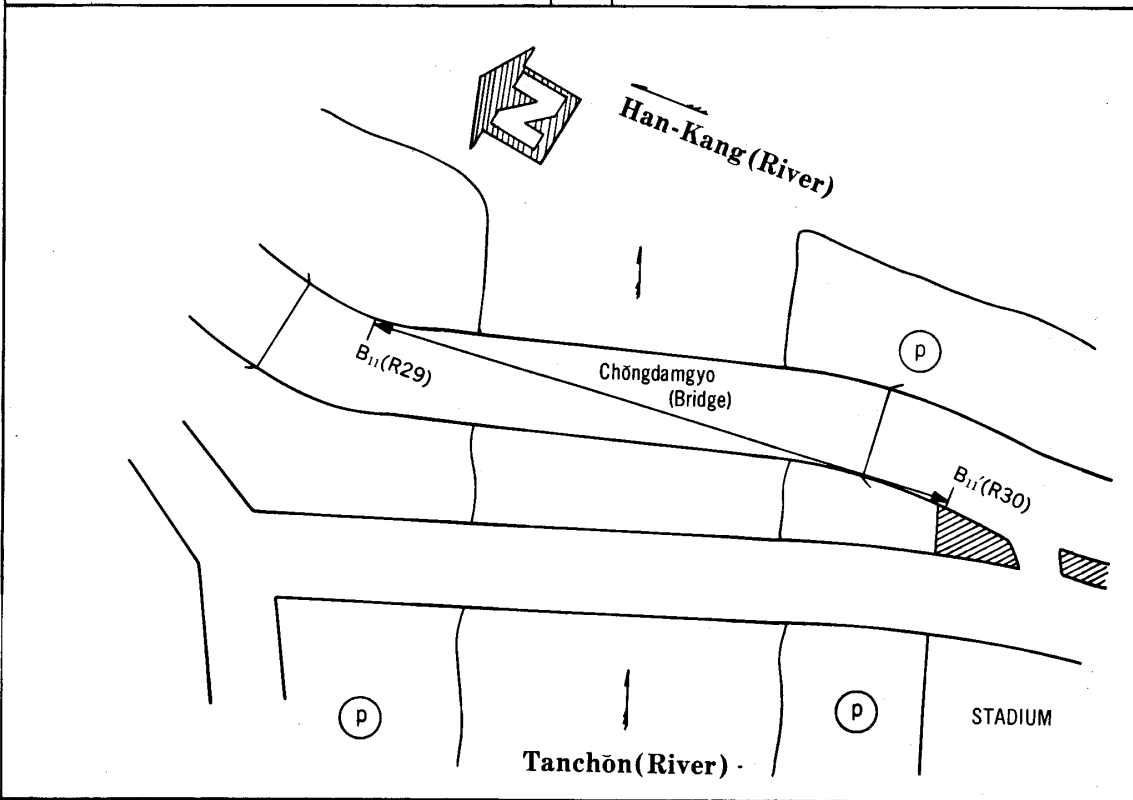 N
Han-Kang (River)
P
B₁₁(R29)
Chŏngdamgyo
(Bridge)
B₁₁′(R30)
P
P
STADIUM
Tanchŏn(River)